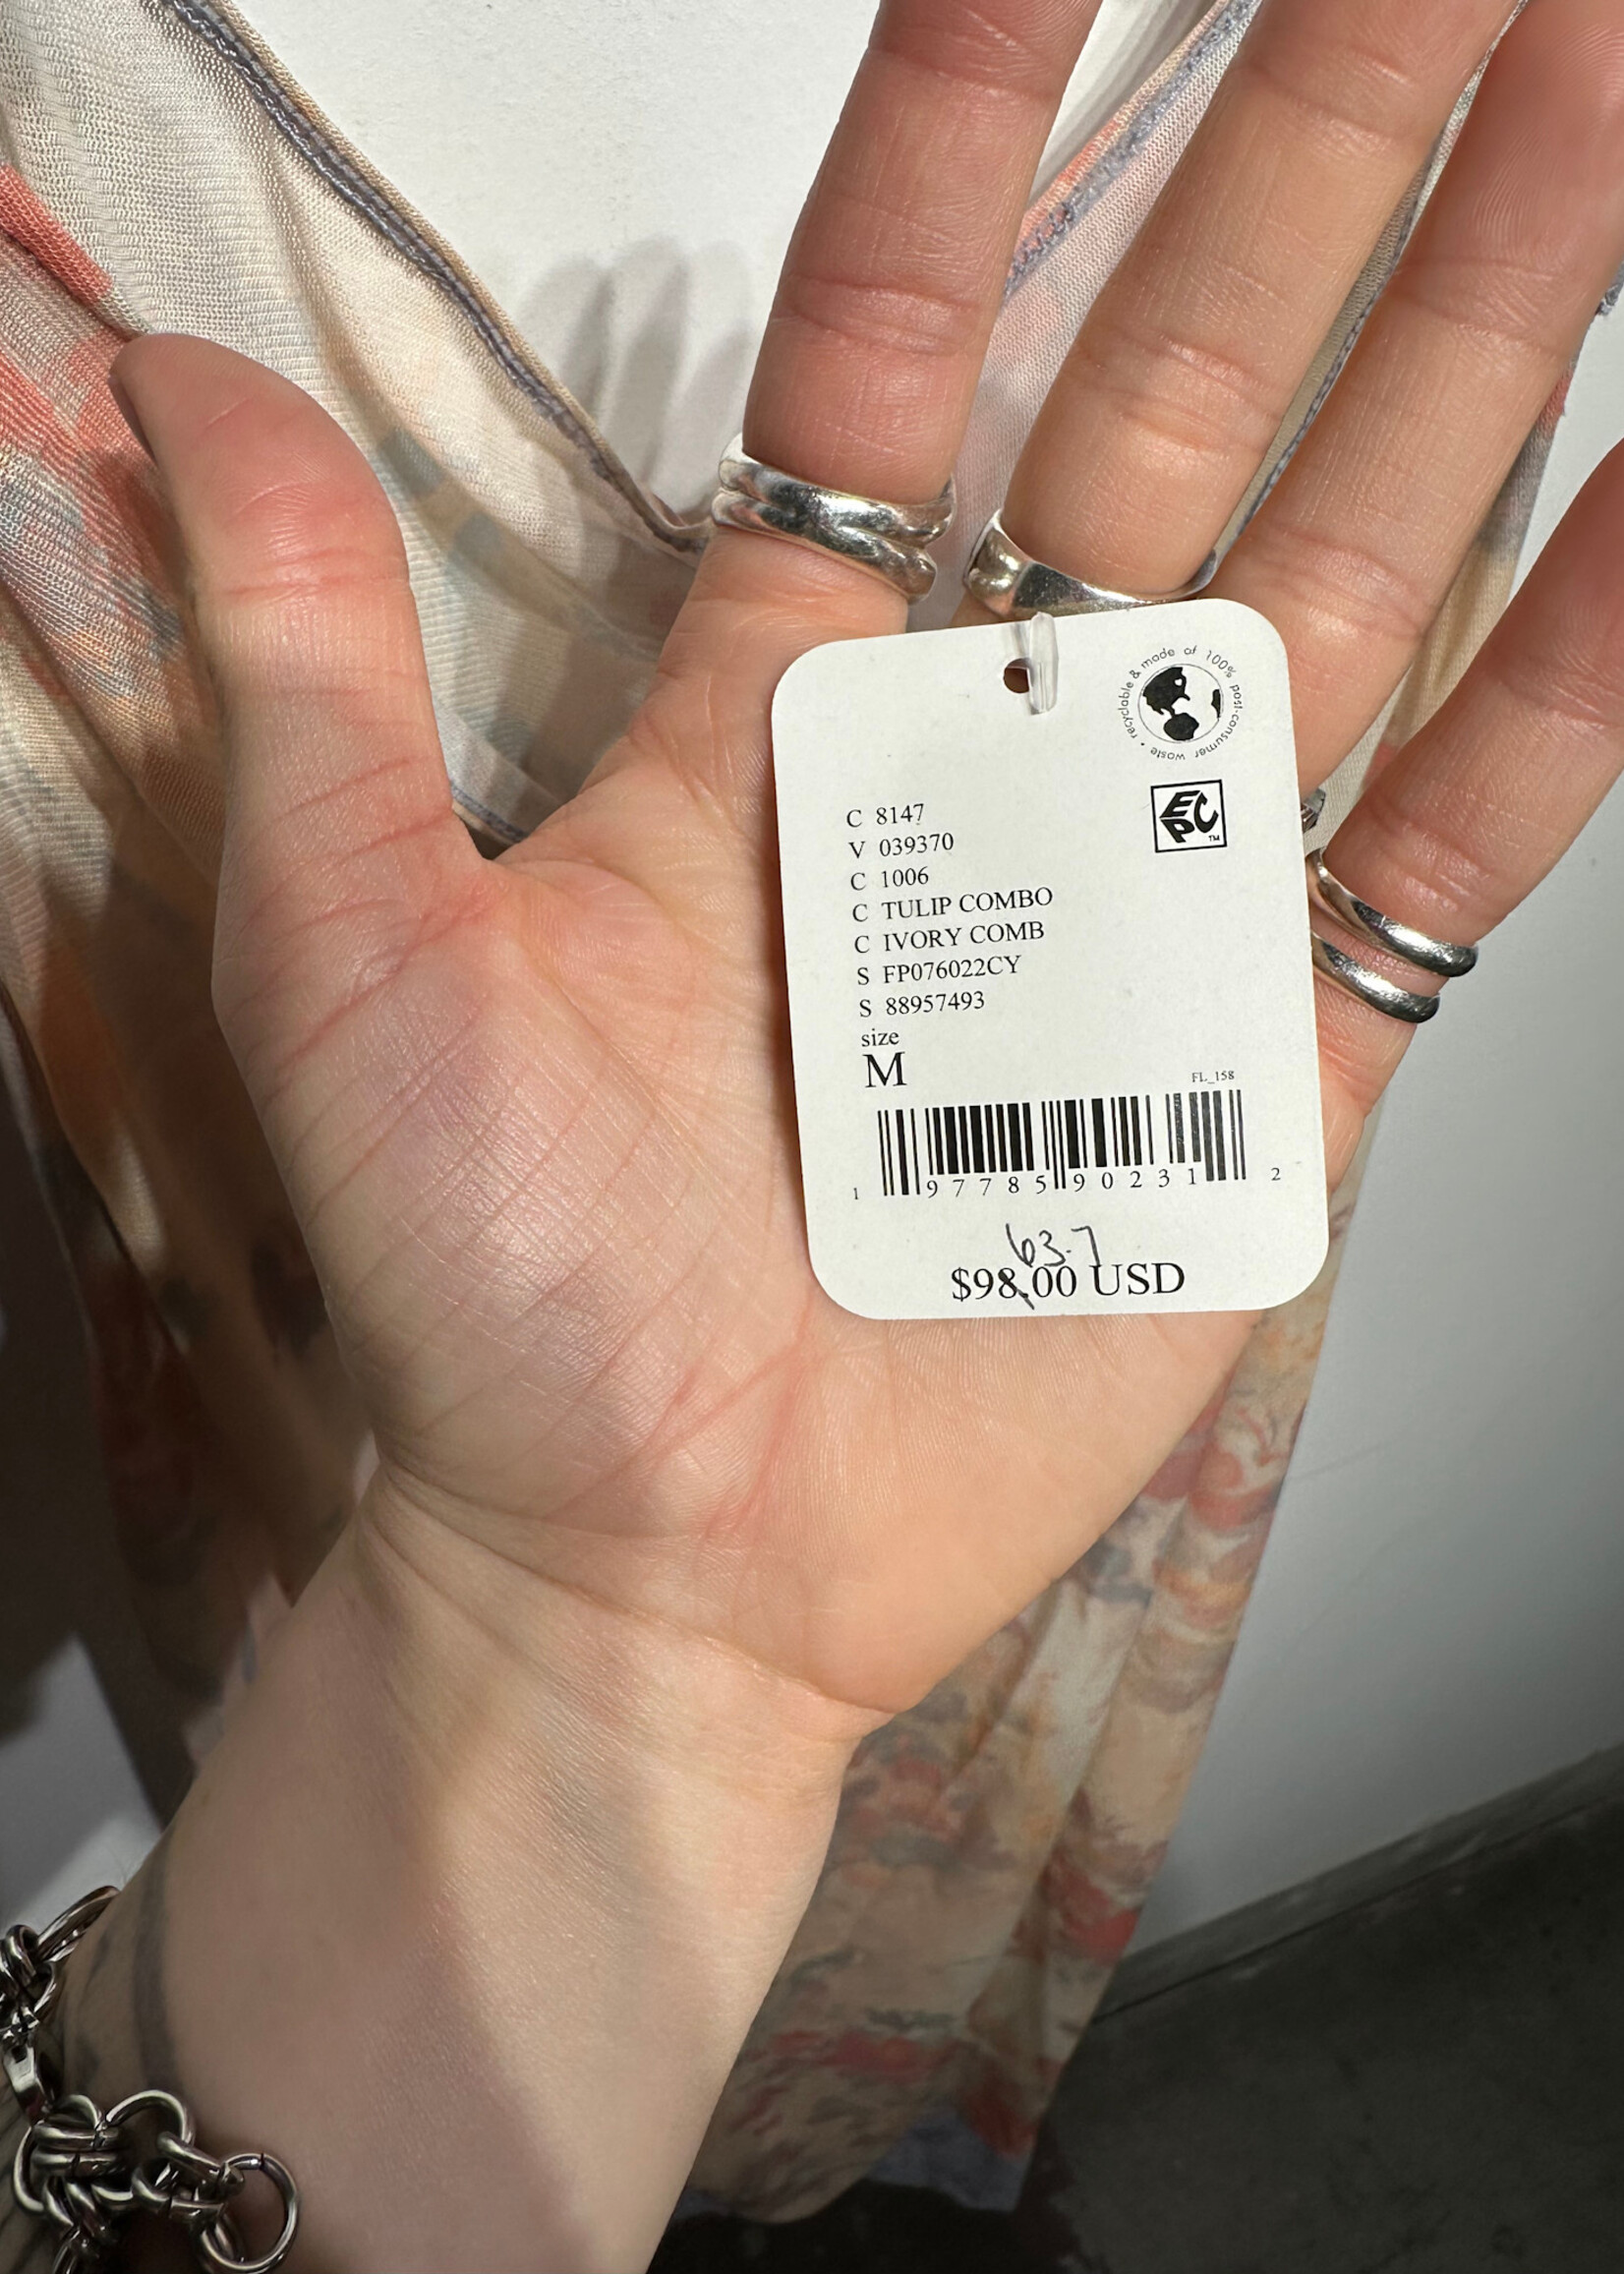 recyclable & made of 100% post-consumer waste •
EPC™
C 8147
V 039370
C 1006
C TULIP COMBO
C IVORY COMB
S FP076022CY
S 88957493
size
M
FL_158
1 97785 90231 2
63.7
$98.00 USD